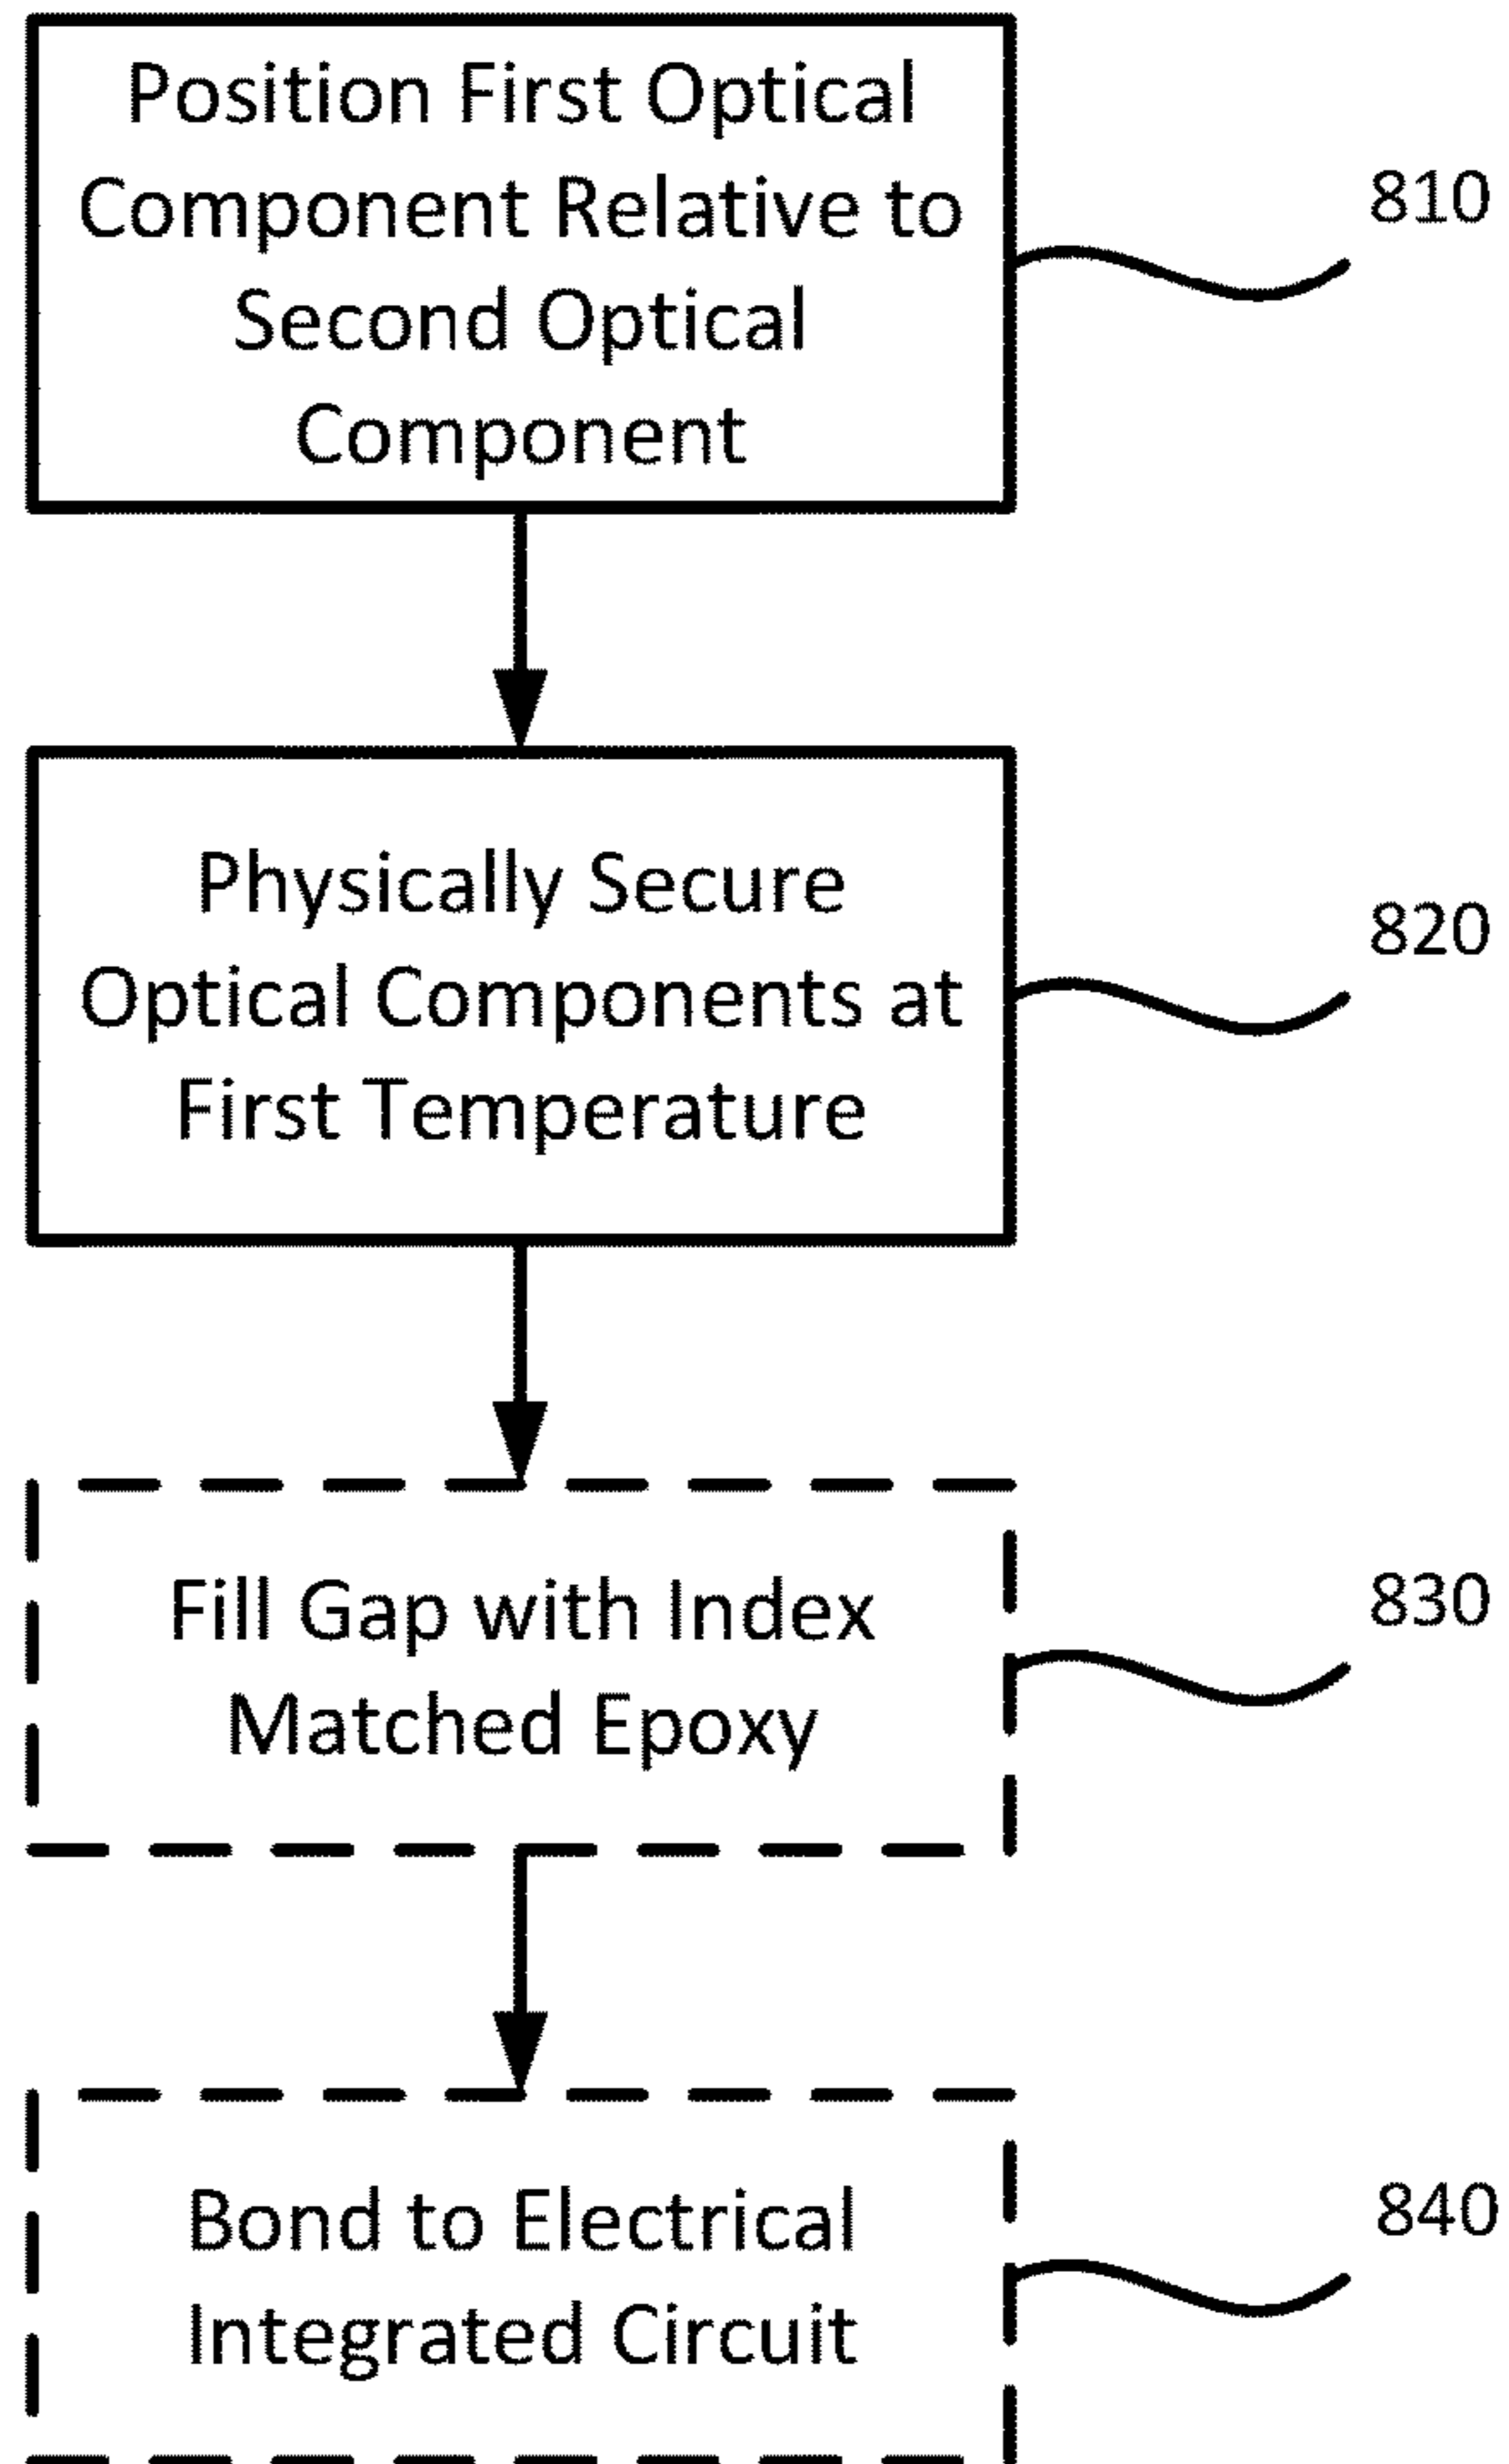 Position First Optical
Component Relative to
Second Optical
Component
810
Physically Secure
Optical Components at
First Temperature
820
Fill Gap with Index
Matched Epoxy
830
Bond to Electrical
Integrated Circuit
840